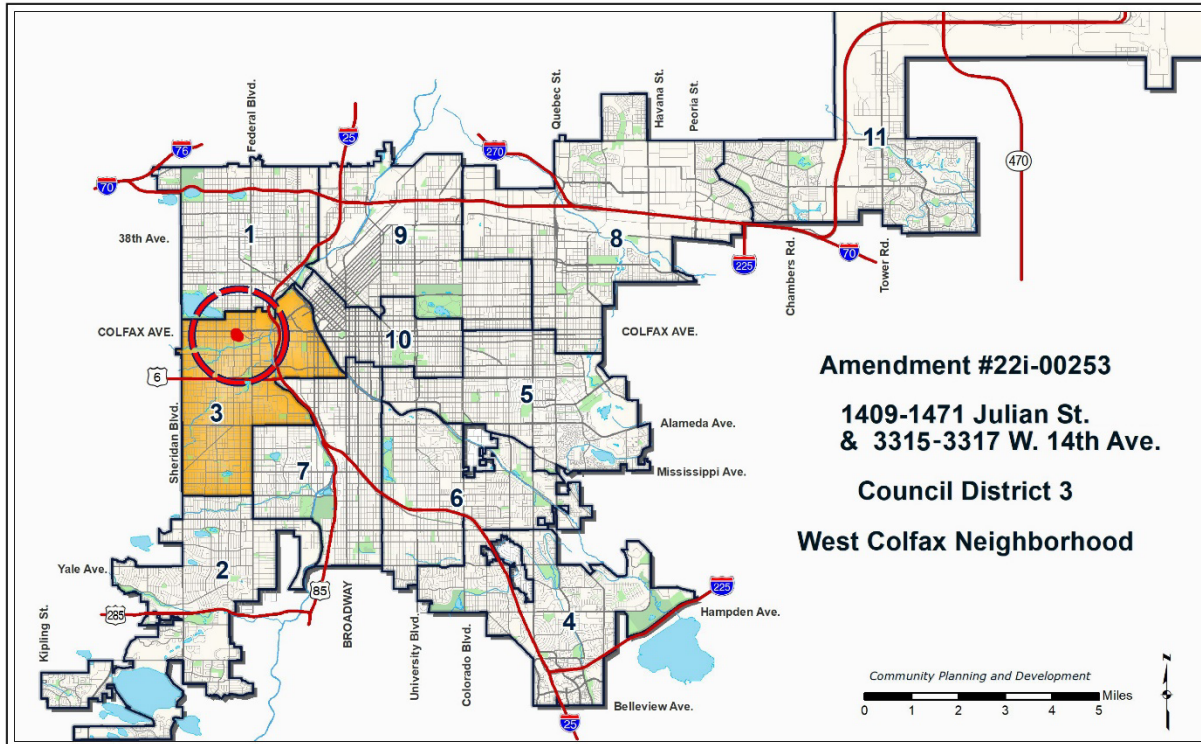 Federal Blvd.
Quebec St.
Havana St.
Peoria St.
76
25
270
70
470
11
38th Ave.
1
9
8
225
70
Chambers Rd.
Tower Rd.
COLFAX AVE.
10
COLFAX AVE.
6
3
5
Sheridan Blvd.
Alameda Ave.
7
Mississippi Ave.
6
2
Yale Ave.
85
285
BROADWAY
University Blvd.
Colorado Blvd.
4
225
Hampden Ave.
Kipling St.
25
Belleview Ave.
Amendment #22i-00253
1409-1471 Julian St.
& 3315-3317 W. 14th Ave.
Council District 3
West Colfax Neighborhood
Community Planning and Development
Miles
0 1 2 3 4 5
N